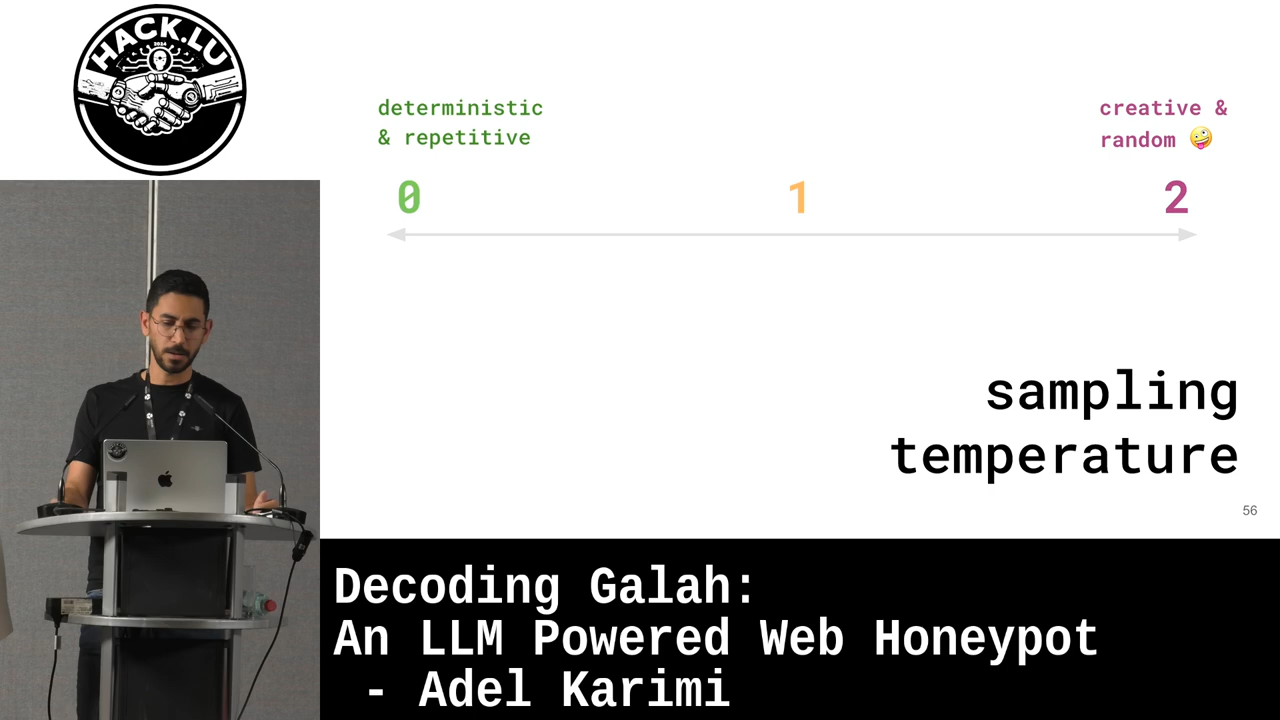 HACK.LU
2024
deterministic
& repetitive
creative &
random 🤪
0
1
2
sampling
temperature
56
Decoding Galah:
An LLM Powered Web Honeypot
- Adel Karimi